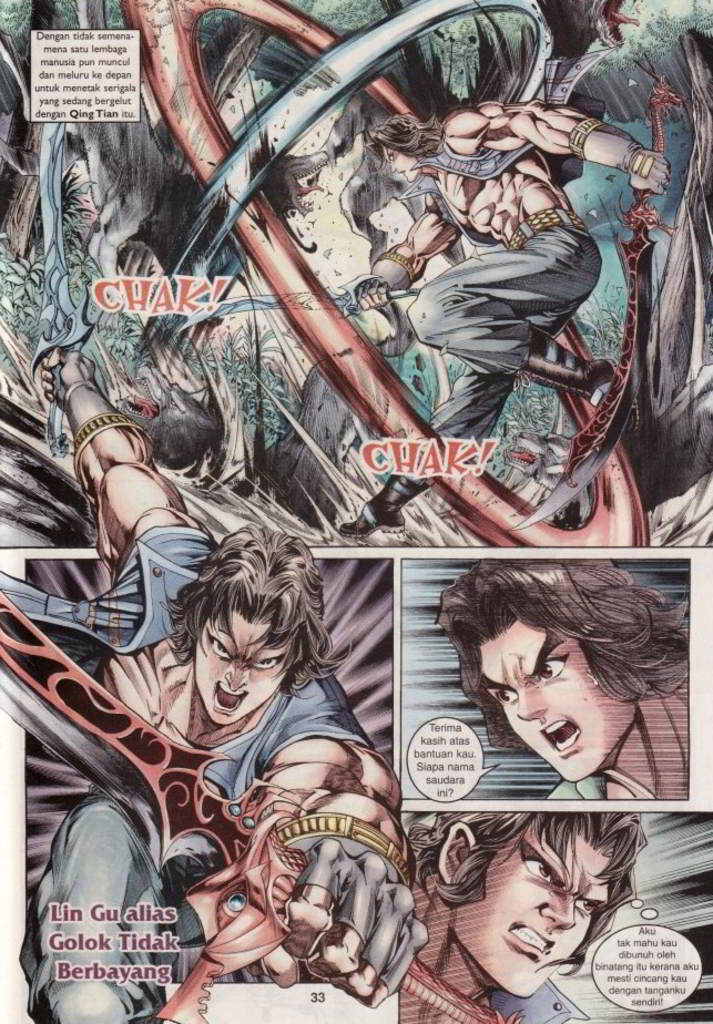 Dengan tidak semena-
mena satu lembaga
manusia pun muncul
dan meluru ke depan
untuk menetak serigala
yang sedang bergelut
dengan Qing Tian itu.
CHAK!
CHAK!
Terima
kasih atas
bantuan kau.
Siapa nama
saudara
ini?
Lin Gu alias
Golok Tidak
Berbayang
Aku
tak mahu kau
dibunuh oleh
binatang itu kerana aku
mesti cincang kau
dengan tanganku
sendiri!
33